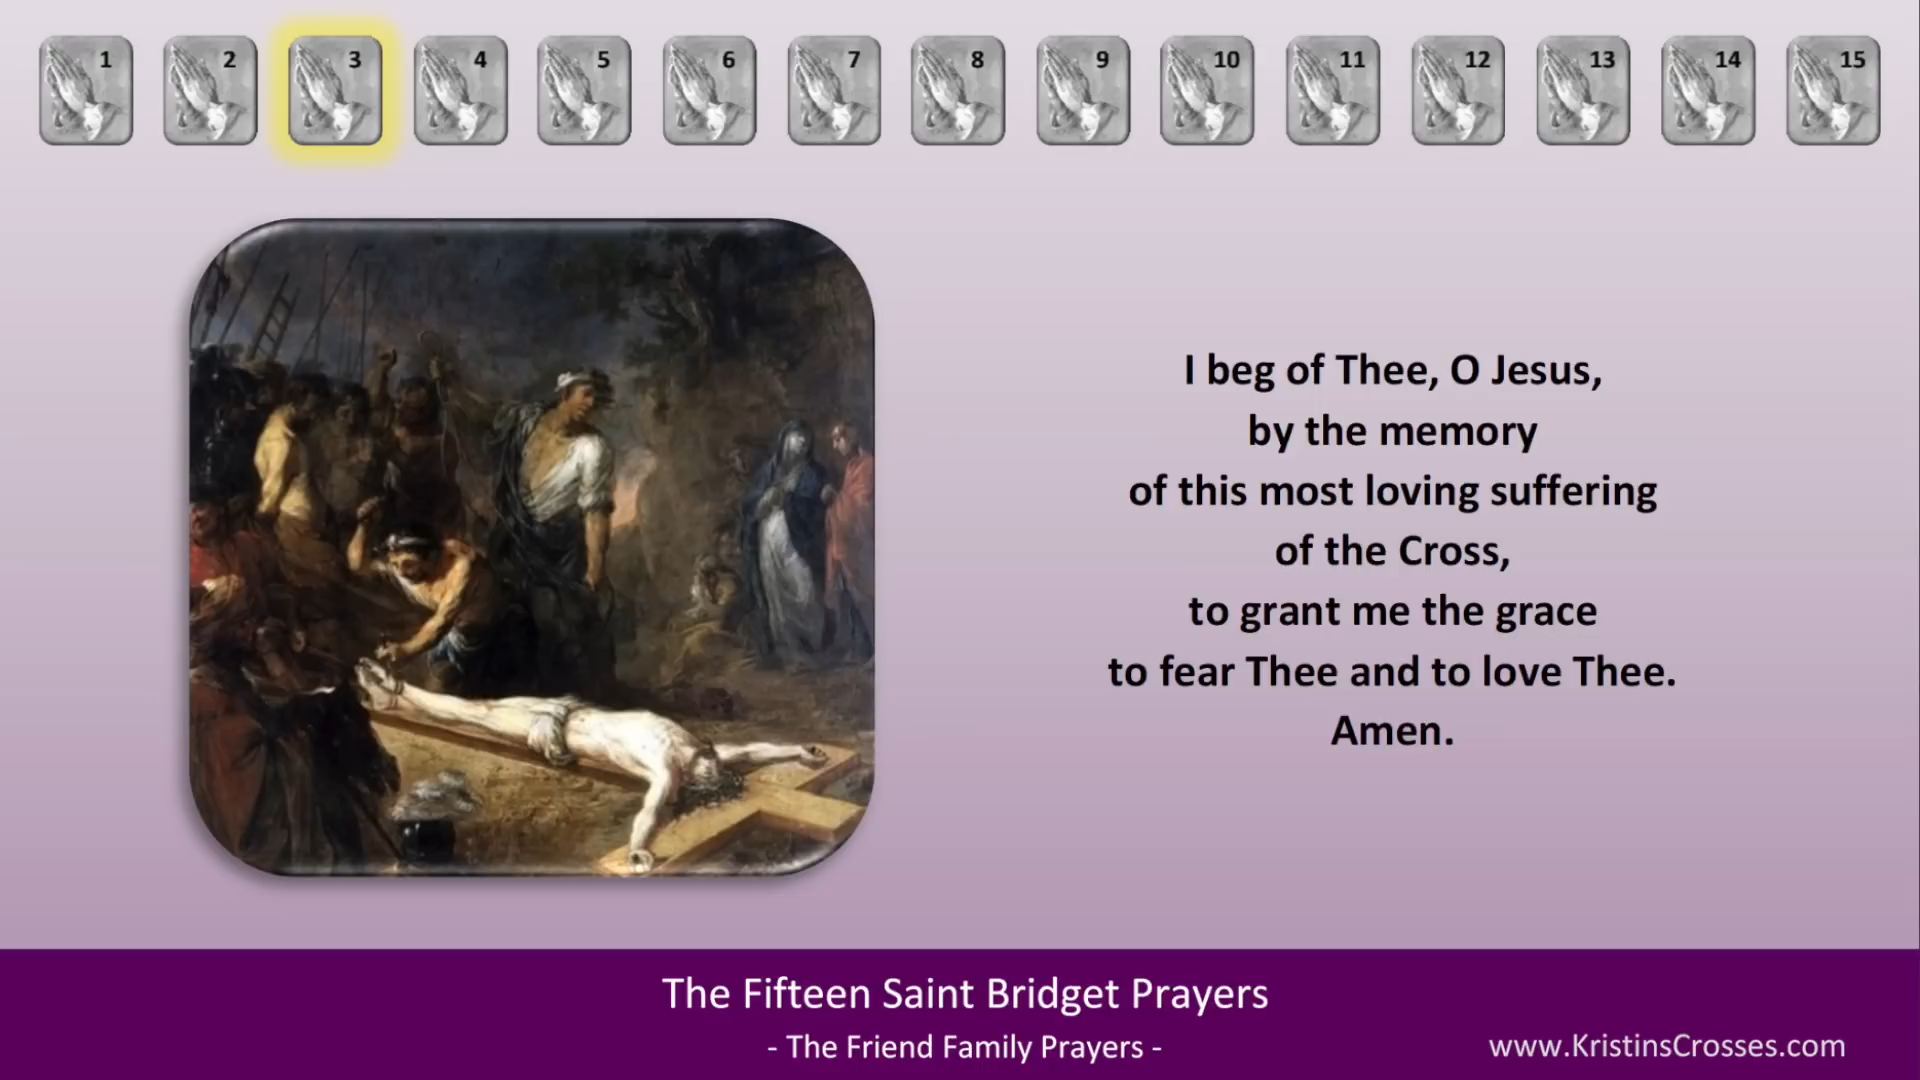 1 2 3 4 5 6 7 8 9 10 11 12 13 14 15
I beg of Thee, O Jesus,
by the memory
of this most loving suffering
of the Cross,
to grant me the grace
to fear Thee and to love Thee.
Amen.
The Fifteen Saint Bridget Prayers
- The Friend Family Prayers -
www.KristinsCrosses.com